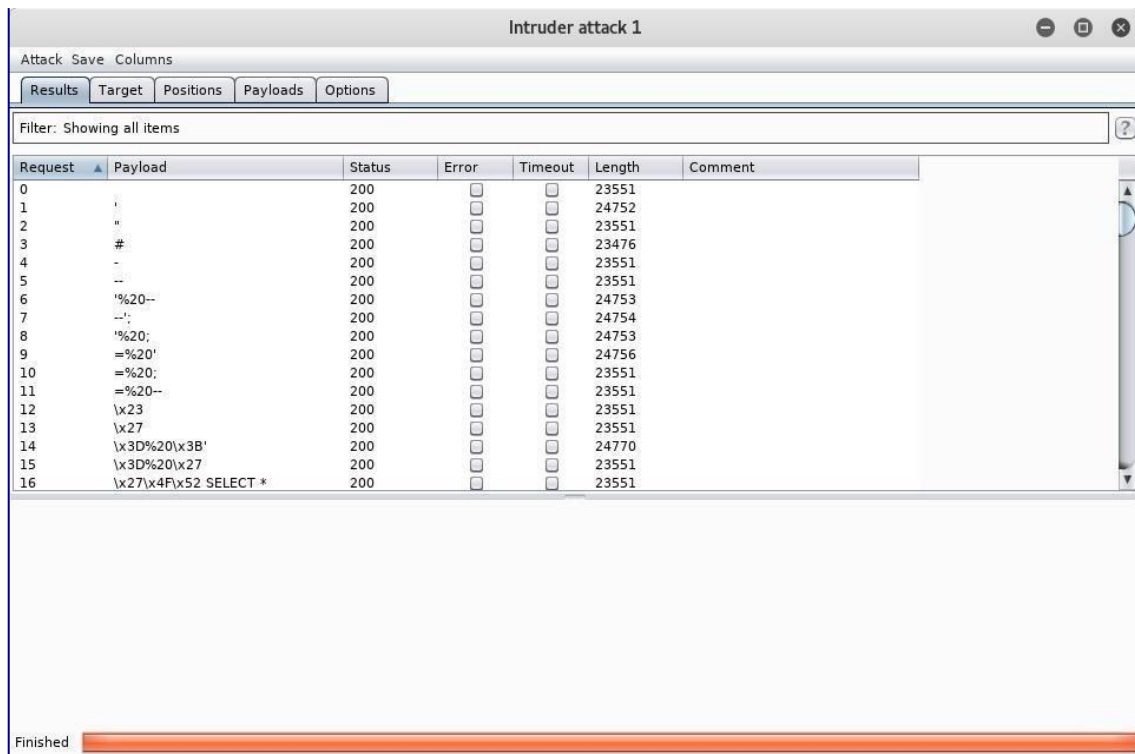 Intruder attack 1
Attack Save Columns
Results Target Positions Payloads Options
Filter: Showing all items ?
Request Payload Status Error Timeout Length Comment
0 200 23551
1 ' 200 24752
2 " 200 23551
3 # 200 23476
4 - 200 23551
5 -- 200 23551
6 '%20-- 200 24753
7 --'; 200 24754
8 '%20; 200 24753
9 =%20' 200 24756
10 =%20; 200 23551
11 =%20-- 200 23551
12 \x23 200 23551
13 \x27 200 23551
14 \x3D%20\x3B' 200 24770
15 \x3D%20\x27 200 23551
16 \x27\x4F\x52 SELECT * 200 23551
Finished